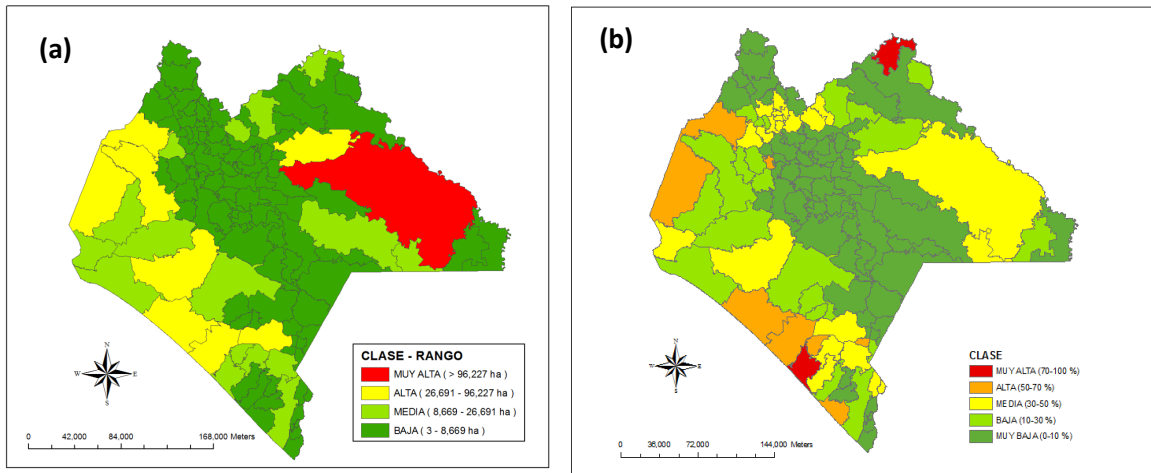 (a)
N
W E
S
0 42,000 84,000 168,000 Meters
CLASE - RANGO
MUY ALTA ( > 96,227 ha )
ALTA ( 26,691 - 96,227 ha )
MEDIA ( 8,669 - 26,691 ha )
BAJA ( 3 - 8,669 ha )
(b)
N
W E
S
0 36,000 72,000 144,000 Meters
CLASE
MUY ALTA (70-100 %)
ALTA (50-70 %)
MEDIA (30-50 %)
BAJA (10-30 %)
MUY BAJA (0-10 %)